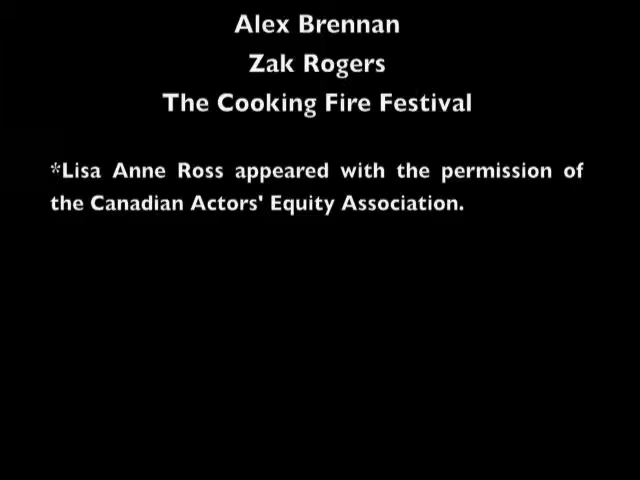 Alex Brennan
Zak Rogers
The Cooking Fire Festival
*Lisa Anne Ross appeared with the permission of
the Canadian Actors' Equity Association.